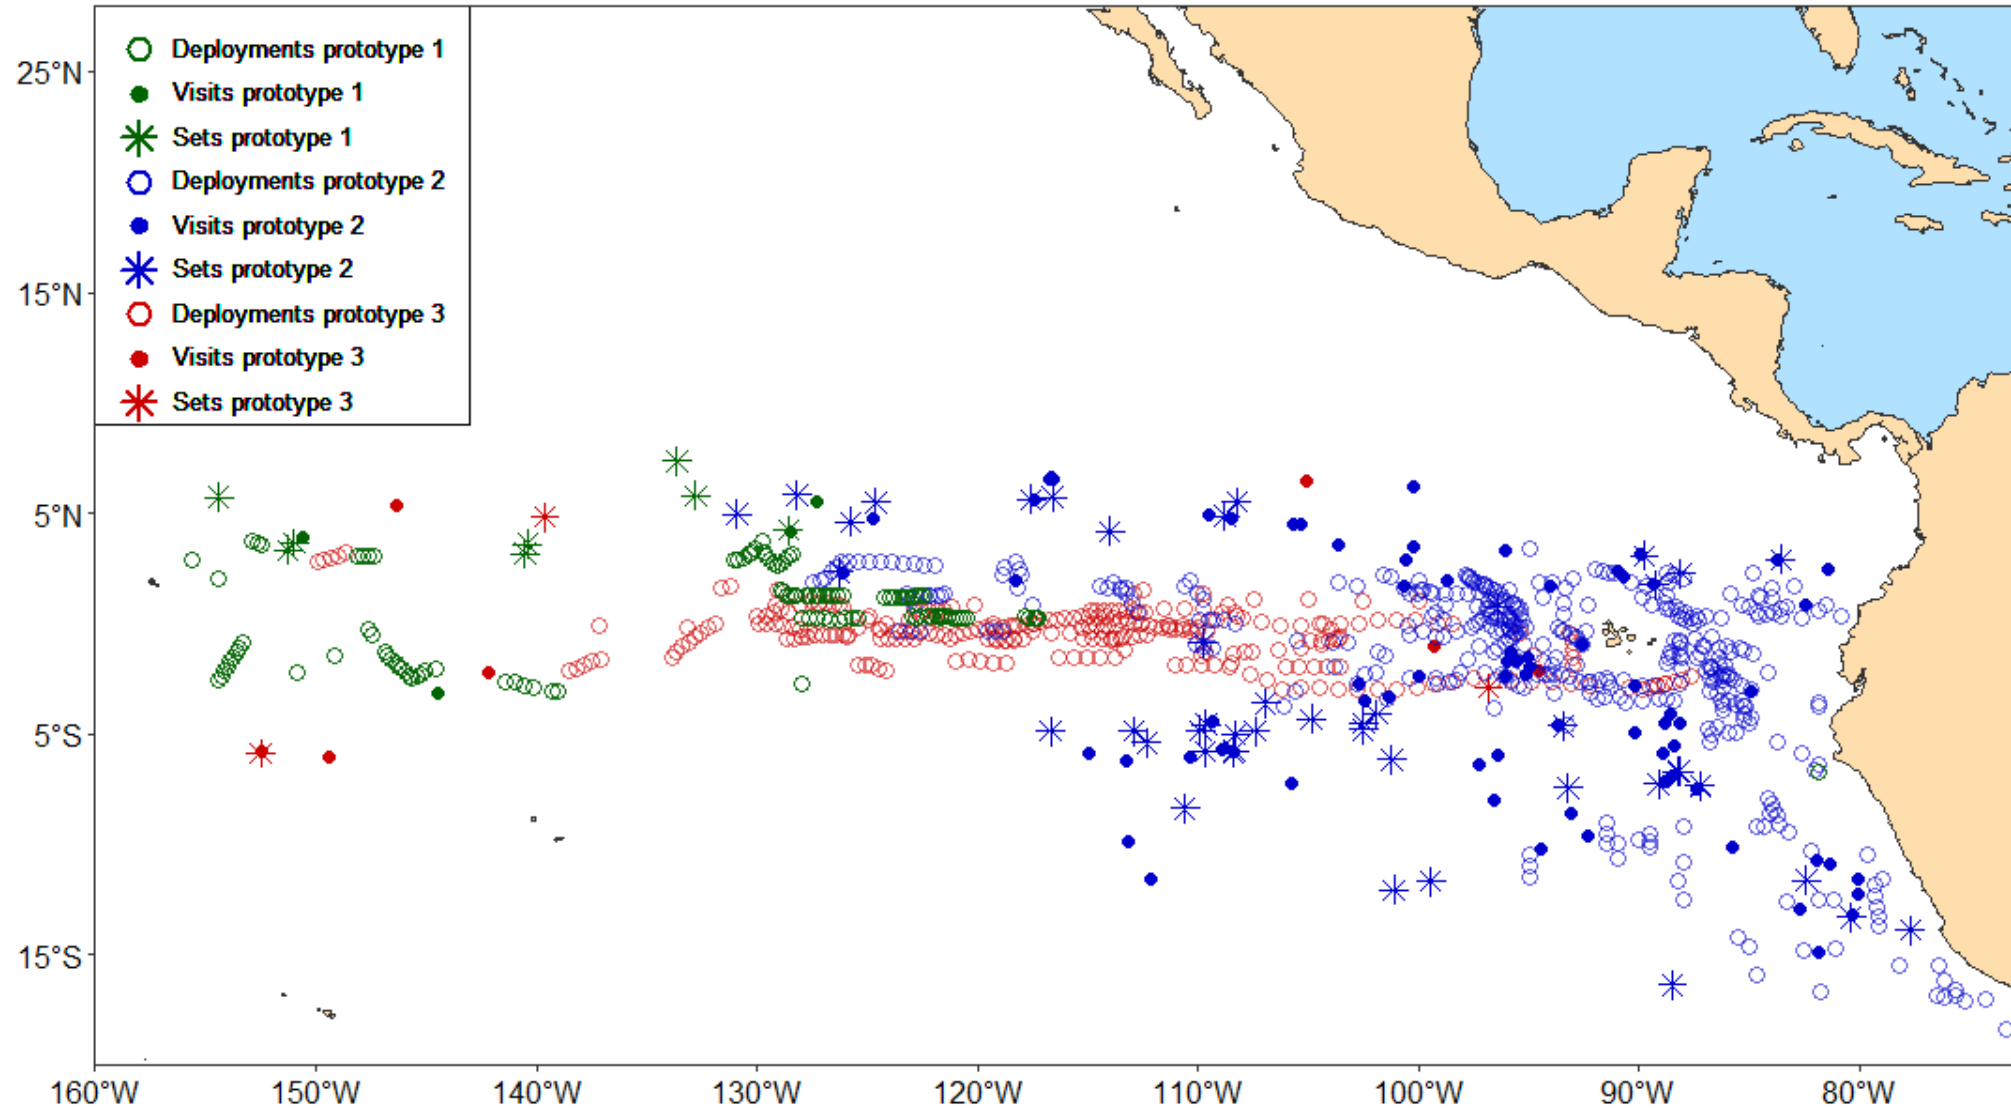 Deployments prototype 1
Visits prototype 1
Sets prototype 1
Deployments prototype 2
Visits prototype 2
Sets prototype 2
Deployments prototype 3
Visits prototype 3
Sets prototype 3
25°N
15°N
5°N
5°S
15°S
160°W 150°W 140°W 130°W 120°W 110°W 100°W 90°W 80°W